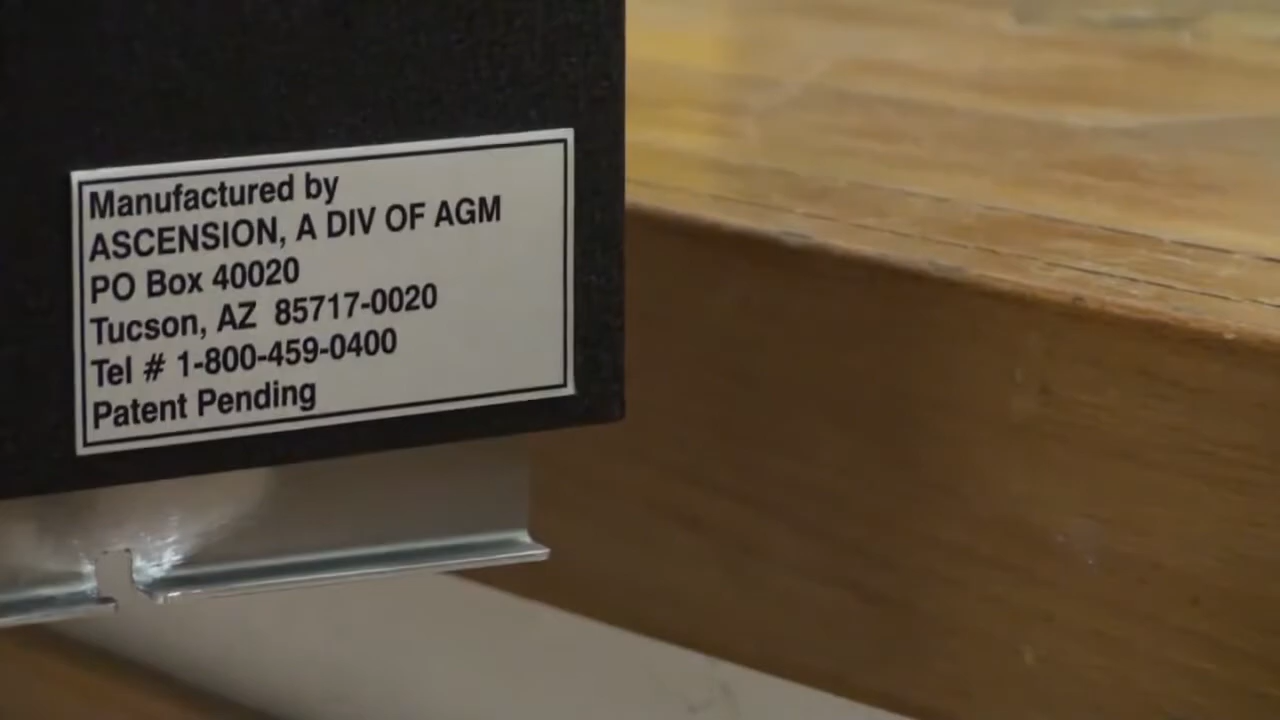 Manufactured by
ASCENSION, A DIV OF AGM
PO Box 40020
Tucson, AZ  85717-0020
Tel # 1-800-459-0400
Patent Pending